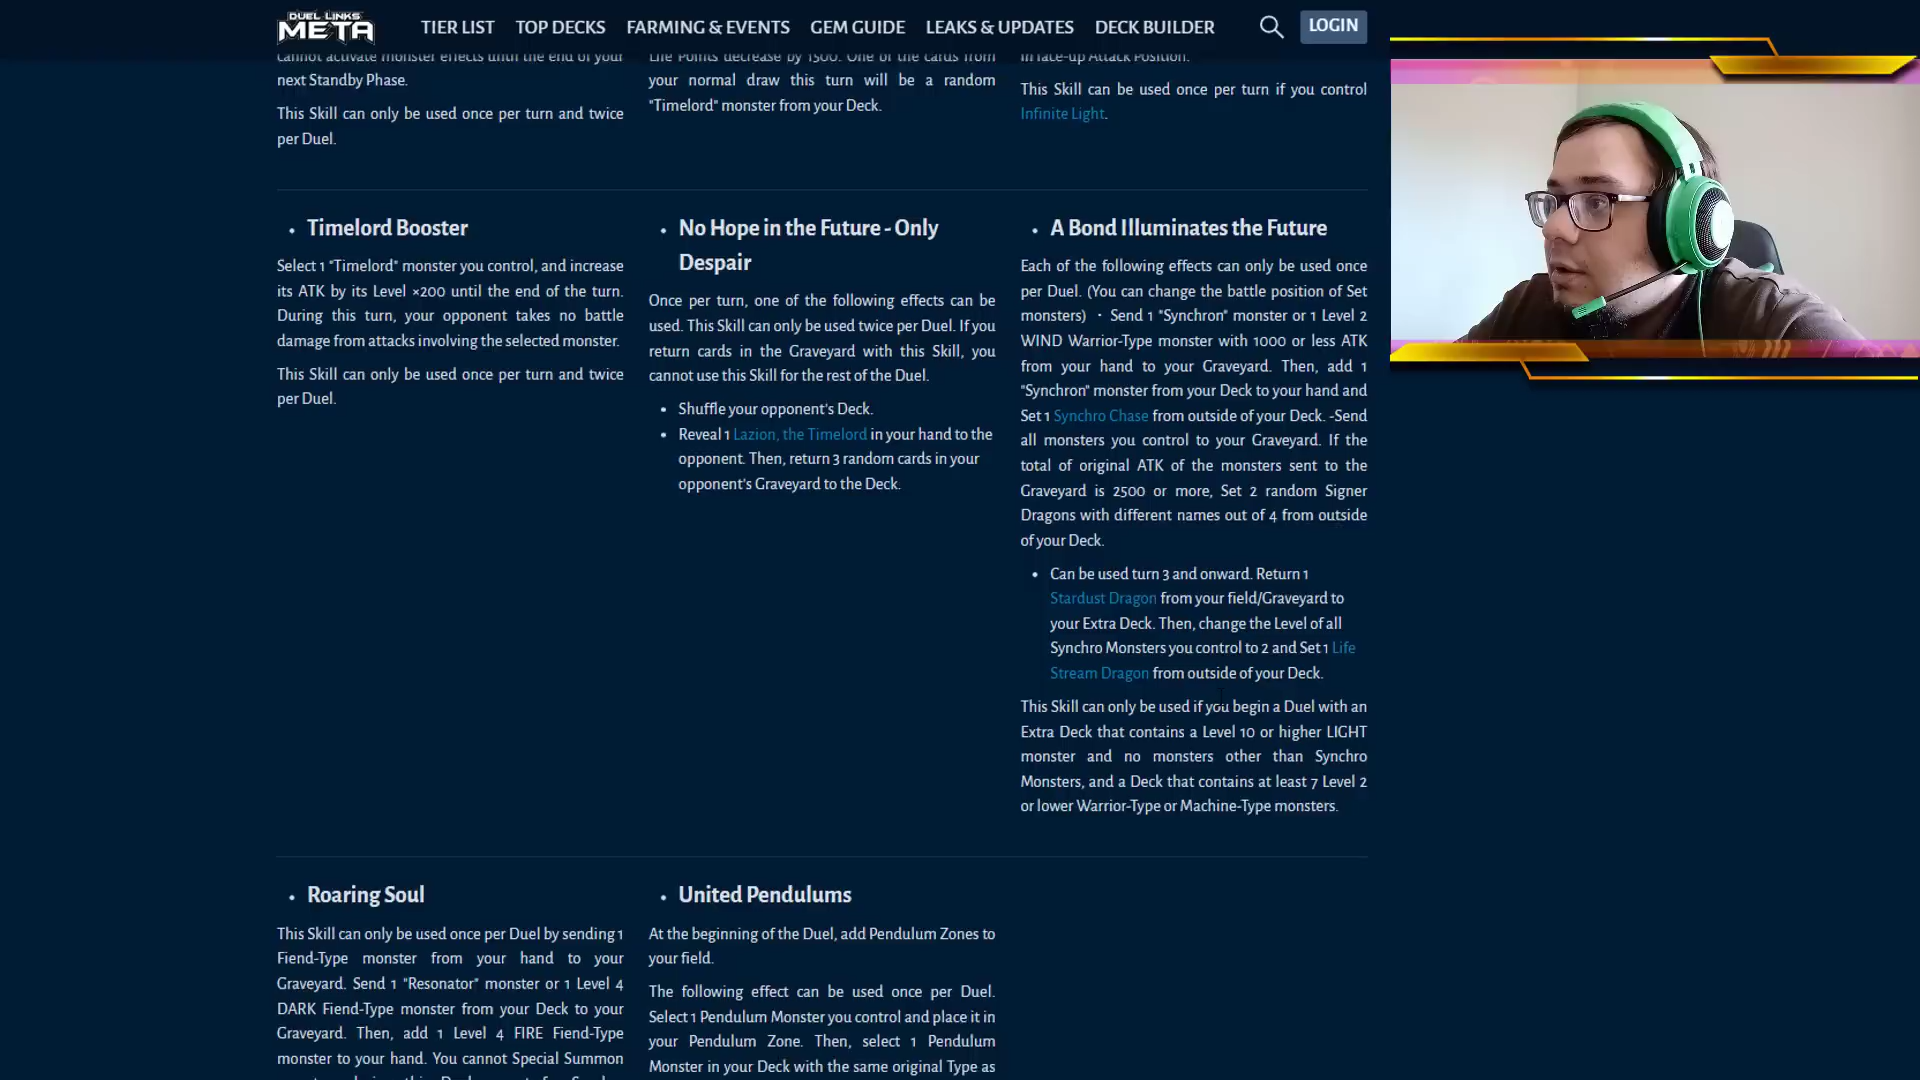 DUEL LINKS
META
TIER LIST
TOP DECKS
FARMING & EVENTS
GEM GUIDE
LEAKS & UPDATES
DECK BUILDER
LOGIN
cannot activate monster effects until the end of your
next Standby Phase.
This Skill can only be used once per turn and twice
per Duel.
Life Points decrease by 1500. One of the cards from
your normal draw this turn will be a random
"Timelord" monster from your Deck.
in face-up Attack Position.
This Skill can be used once per turn if you control
Infinite Light.
• Timelord Booster
Select 1 "Timelord" monster you control, and increase
its ATK by its Level ×200 until the end of the turn.
During this turn, your opponent takes no battle
damage from attacks involving the selected monster.
This Skill can only be used once per turn and twice
per Duel.
• No Hope in the Future - Only
Despair
Once per turn, one of the following effects can be
used. This Skill can only be used twice per Duel. If you
return cards in the Graveyard with this Skill, you
cannot use this Skill for the rest of the Duel.
• Shuffle your opponent's Deck.
• Reveal 1 Lazion, the Timelord in your hand to the
opponent. Then, return 3 random cards in your
opponent's Graveyard to the Deck.
• A Bond Illuminates the Future
Each of the following effects can only be used once
per Duel. (You can change the battle position of Set
monsters) ・ Send 1 "Synchron" monster or 1 Level 2
WIND Warrior-Type monster with 1000 or less ATK
from your hand to your Graveyard. Then, add 1
"Synchron" monster from your Deck to your hand and
Set 1 Synchro Chase from outside of your Deck. -Send
all monsters you control to your Graveyard. If the
total of original ATK of the monsters sent to the
Graveyard is 2500 or more, Set 2 random Signer
Dragons with different names out of 4 from outside
of your Deck.
• Can be used turn 3 and onward. Return 1
Stardust Dragon from your field/Graveyard to
your Extra Deck. Then, change the Level of all
Synchro Monsters you control to 2 and Set 1 Life
Stream Dragon from outside of your Deck.
This Skill can only be used if you begin a Duel with an
Extra Deck that contains a Level 10 or higher LIGHT
monster and no monsters other than Synchro
Monsters, and a Deck that contains at least 7 Level 2
or lower Warrior-Type or Machine-Type monsters.
• Roaring Soul
This Skill can only be used once per Duel by sending 1
Fiend-Type monster from your hand to your
Graveyard. Send 1 "Resonator" monster or 1 Level 4
DARK Fiend-Type monster from your Deck to your
Graveyard. Then, add 1 Level 4 FIRE Fiend-Type
monster to your hand. You cannot Special Summon
• United Pendulums
At the beginning of the Duel, add Pendulum Zones to
your field.
The following effect can be used once per Duel.
Select 1 Pendulum Monster you control and place it in
your Pendulum Zone. Then, select 1 Pendulum
Monster in your Deck with the same original Type as